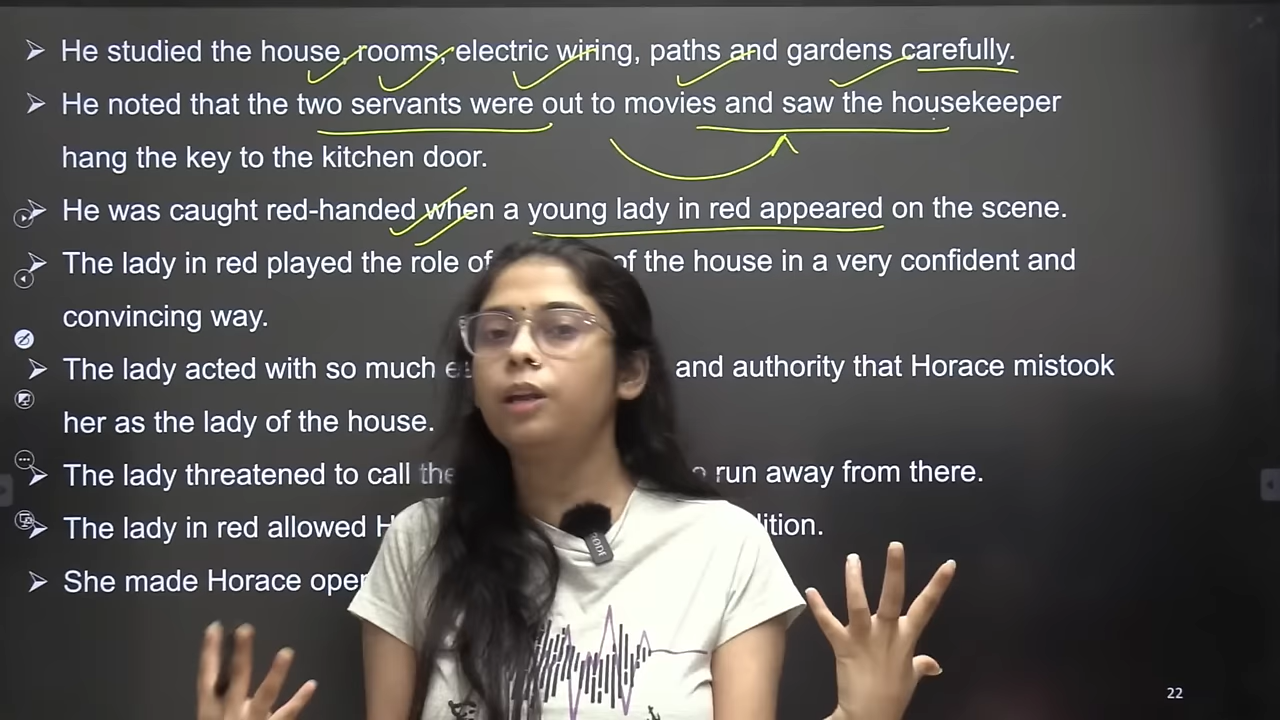 He studied the house, rooms, electric wiring, paths and gardens carefully.
He noted that the two servants were out to movies and saw the housekeeper
hang the key to the kitchen door.
He was caught red-handed when a young lady in red appeared on the scene.
The lady in red played the role of of the house in a very confident and
convincing way.
The lady acted with so much and authority that Horace mistook
her as the lady of the house.
The lady threatened to call the run away from there.
The lady in red allowed
She made Horace open
22